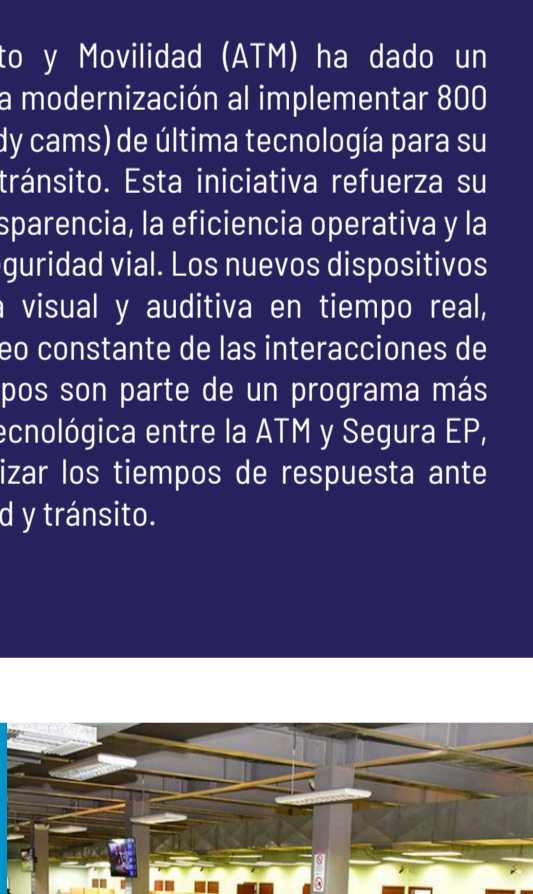 to y Movilidad (ATM) ha dado un
a modernización al implementar 800
dy cams) de última tecnología para su
tránsito. Esta iniciativa refuerza su
sparencia, la eficiencia operativa y la
eguridad vial. Los nuevos dispositivos
a visual y auditiva en tiempo real,
eo constante de las interacciones de
ipos son parte de un programa más
ecnológica entre la ATM y Segura EP,
izar los tiempos de respuesta ante
d y tránsito.